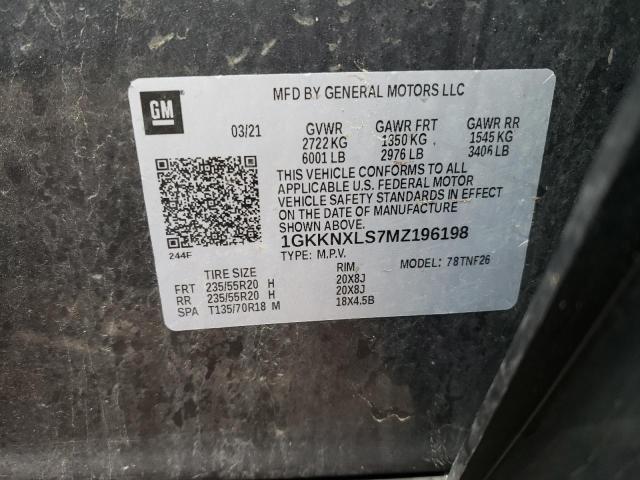 GM
MFD BY GENERAL MOTORS LLC
03/21 GVWR GAWR FRT GAWR RR
2722 KG 1350 KG 1545 KG
6001 LB 2976 LB 3406 LB
THIS VEHICLE CONFORMS TO ALL
APPLICABLE U.S. FEDERAL MOTOR
VEHICLE SAFETY STANDARDS IN EFFECT
ON THE DATE OF MANUFACTURE
SHOWN ABOVE.
1GKKNXLS7MZ196198
244F
TYPE: M.P.V. MODEL: 78TNF26
TIRE SIZE RIM
FRT 235/55R20 H 20X8J
RR 235/55R20 H 20X8J
SPA T135/70R18 M 18X4.5B